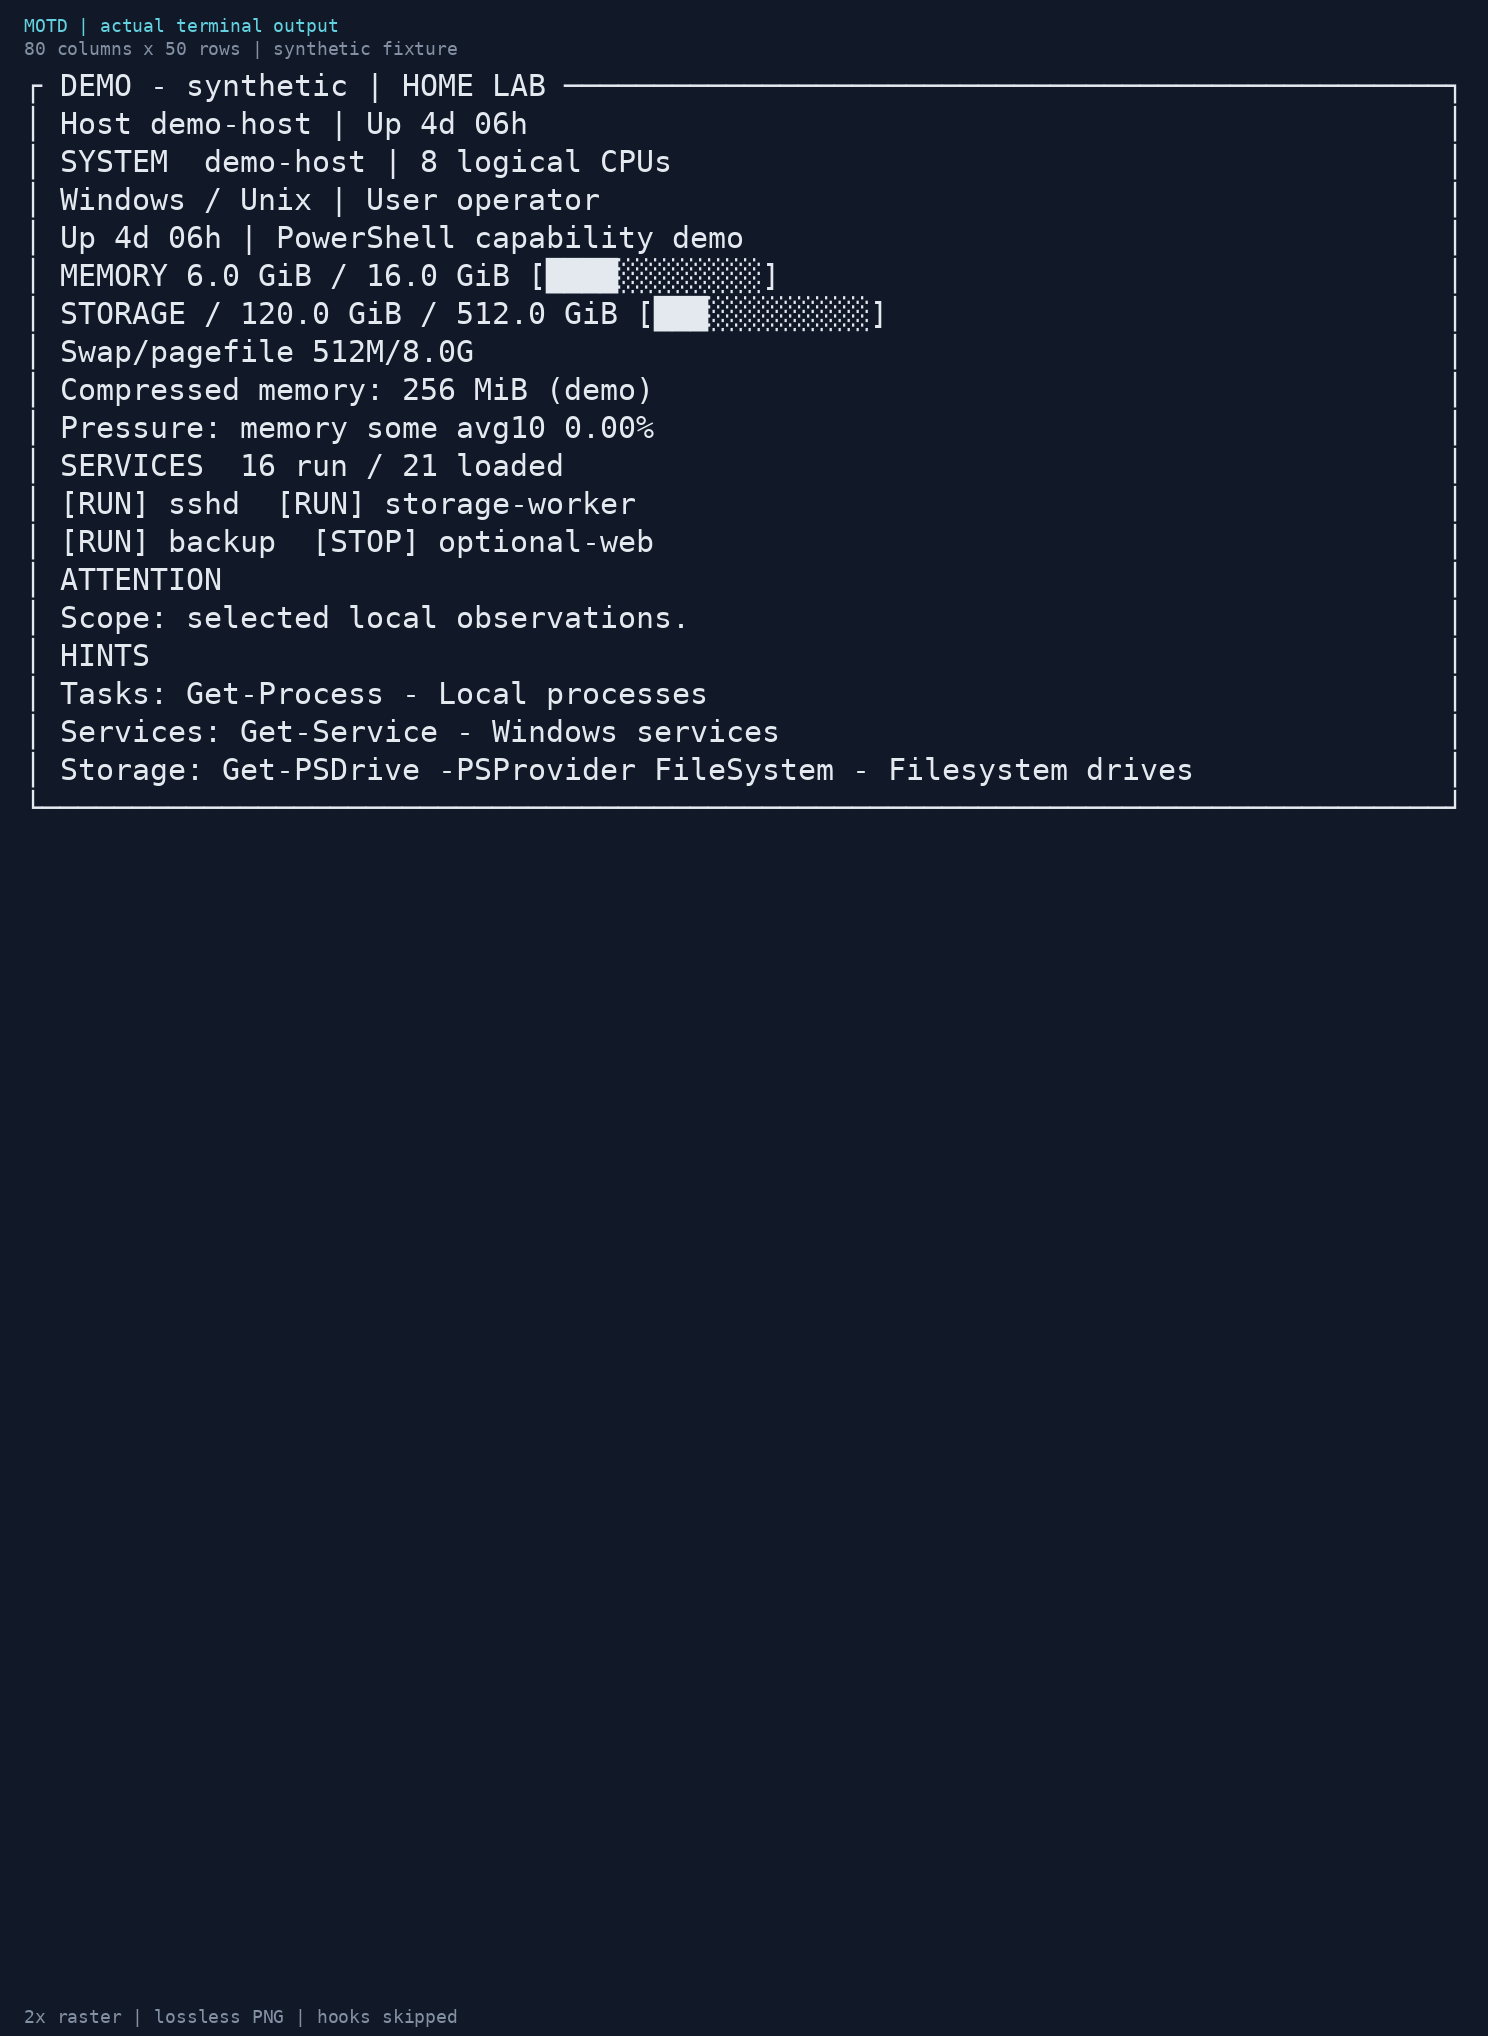 MOTD | actual terminal output
80 columns x 50 rows | synthetic fixture
DEMO - synthetic | HOME LAB
Host demo-host | Up 4d 06h
SYSTEM  demo-host | 8 logical CPUs
Windows / Unix | User operator
Up 4d 06h | PowerShell capability demo
MEMORY 6.0 GiB / 16.0 GiB [████░░░░░░░░]
STORAGE / 120.0 GiB / 512.0 GiB [███░░░░░░░░░]
Swap/pagefile 512M/8.0G
Compressed memory: 256 MiB (demo)
Pressure: memory some avg10 0.00%
SERVICES  16 run / 21 loaded
[RUN] sshd  [RUN] storage-worker
[RUN] backup  [STOP] optional-web
ATTENTION
Scope: selected local observations.
HINTS
Tasks: Get-Process - Local processes
Services: Get-Service - Windows services
Storage: Get-PSDrive -PSProvider FileSystem - Filesystem drives
2x raster | lossless PNG | hooks skipped